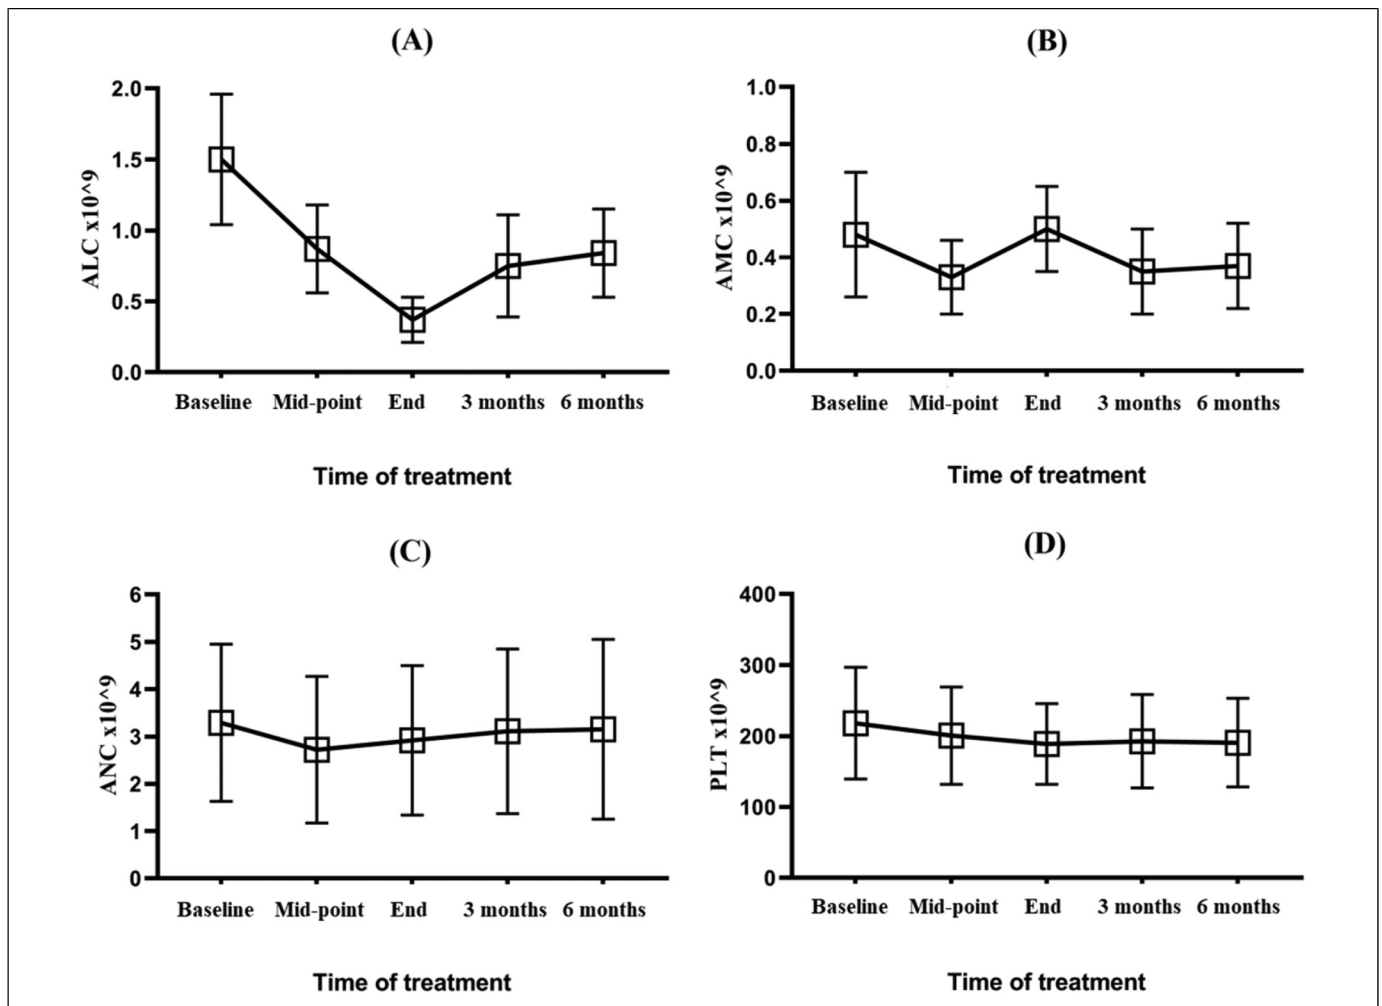 (A)
2.0
1.5
1.0
0.5
0.0
ALC x10^9
Baseline Mid-point End 3 months 6 months
Time of treatment
(B)
1.0
0.8
0.6
0.4
0.2
0.0
AMC x10^9
Baseline Mid-point End 3 months 6 months
Time of treatment
(C)
6
5
4
3
2
1
0
ANC x10^9
Baseline Mid-point End 3 months 6 months
Time of treatment
(D)
400
300
200
100
0
PLT x10^9
Baseline Mid-point End 3 months 6 months
Time of treatment